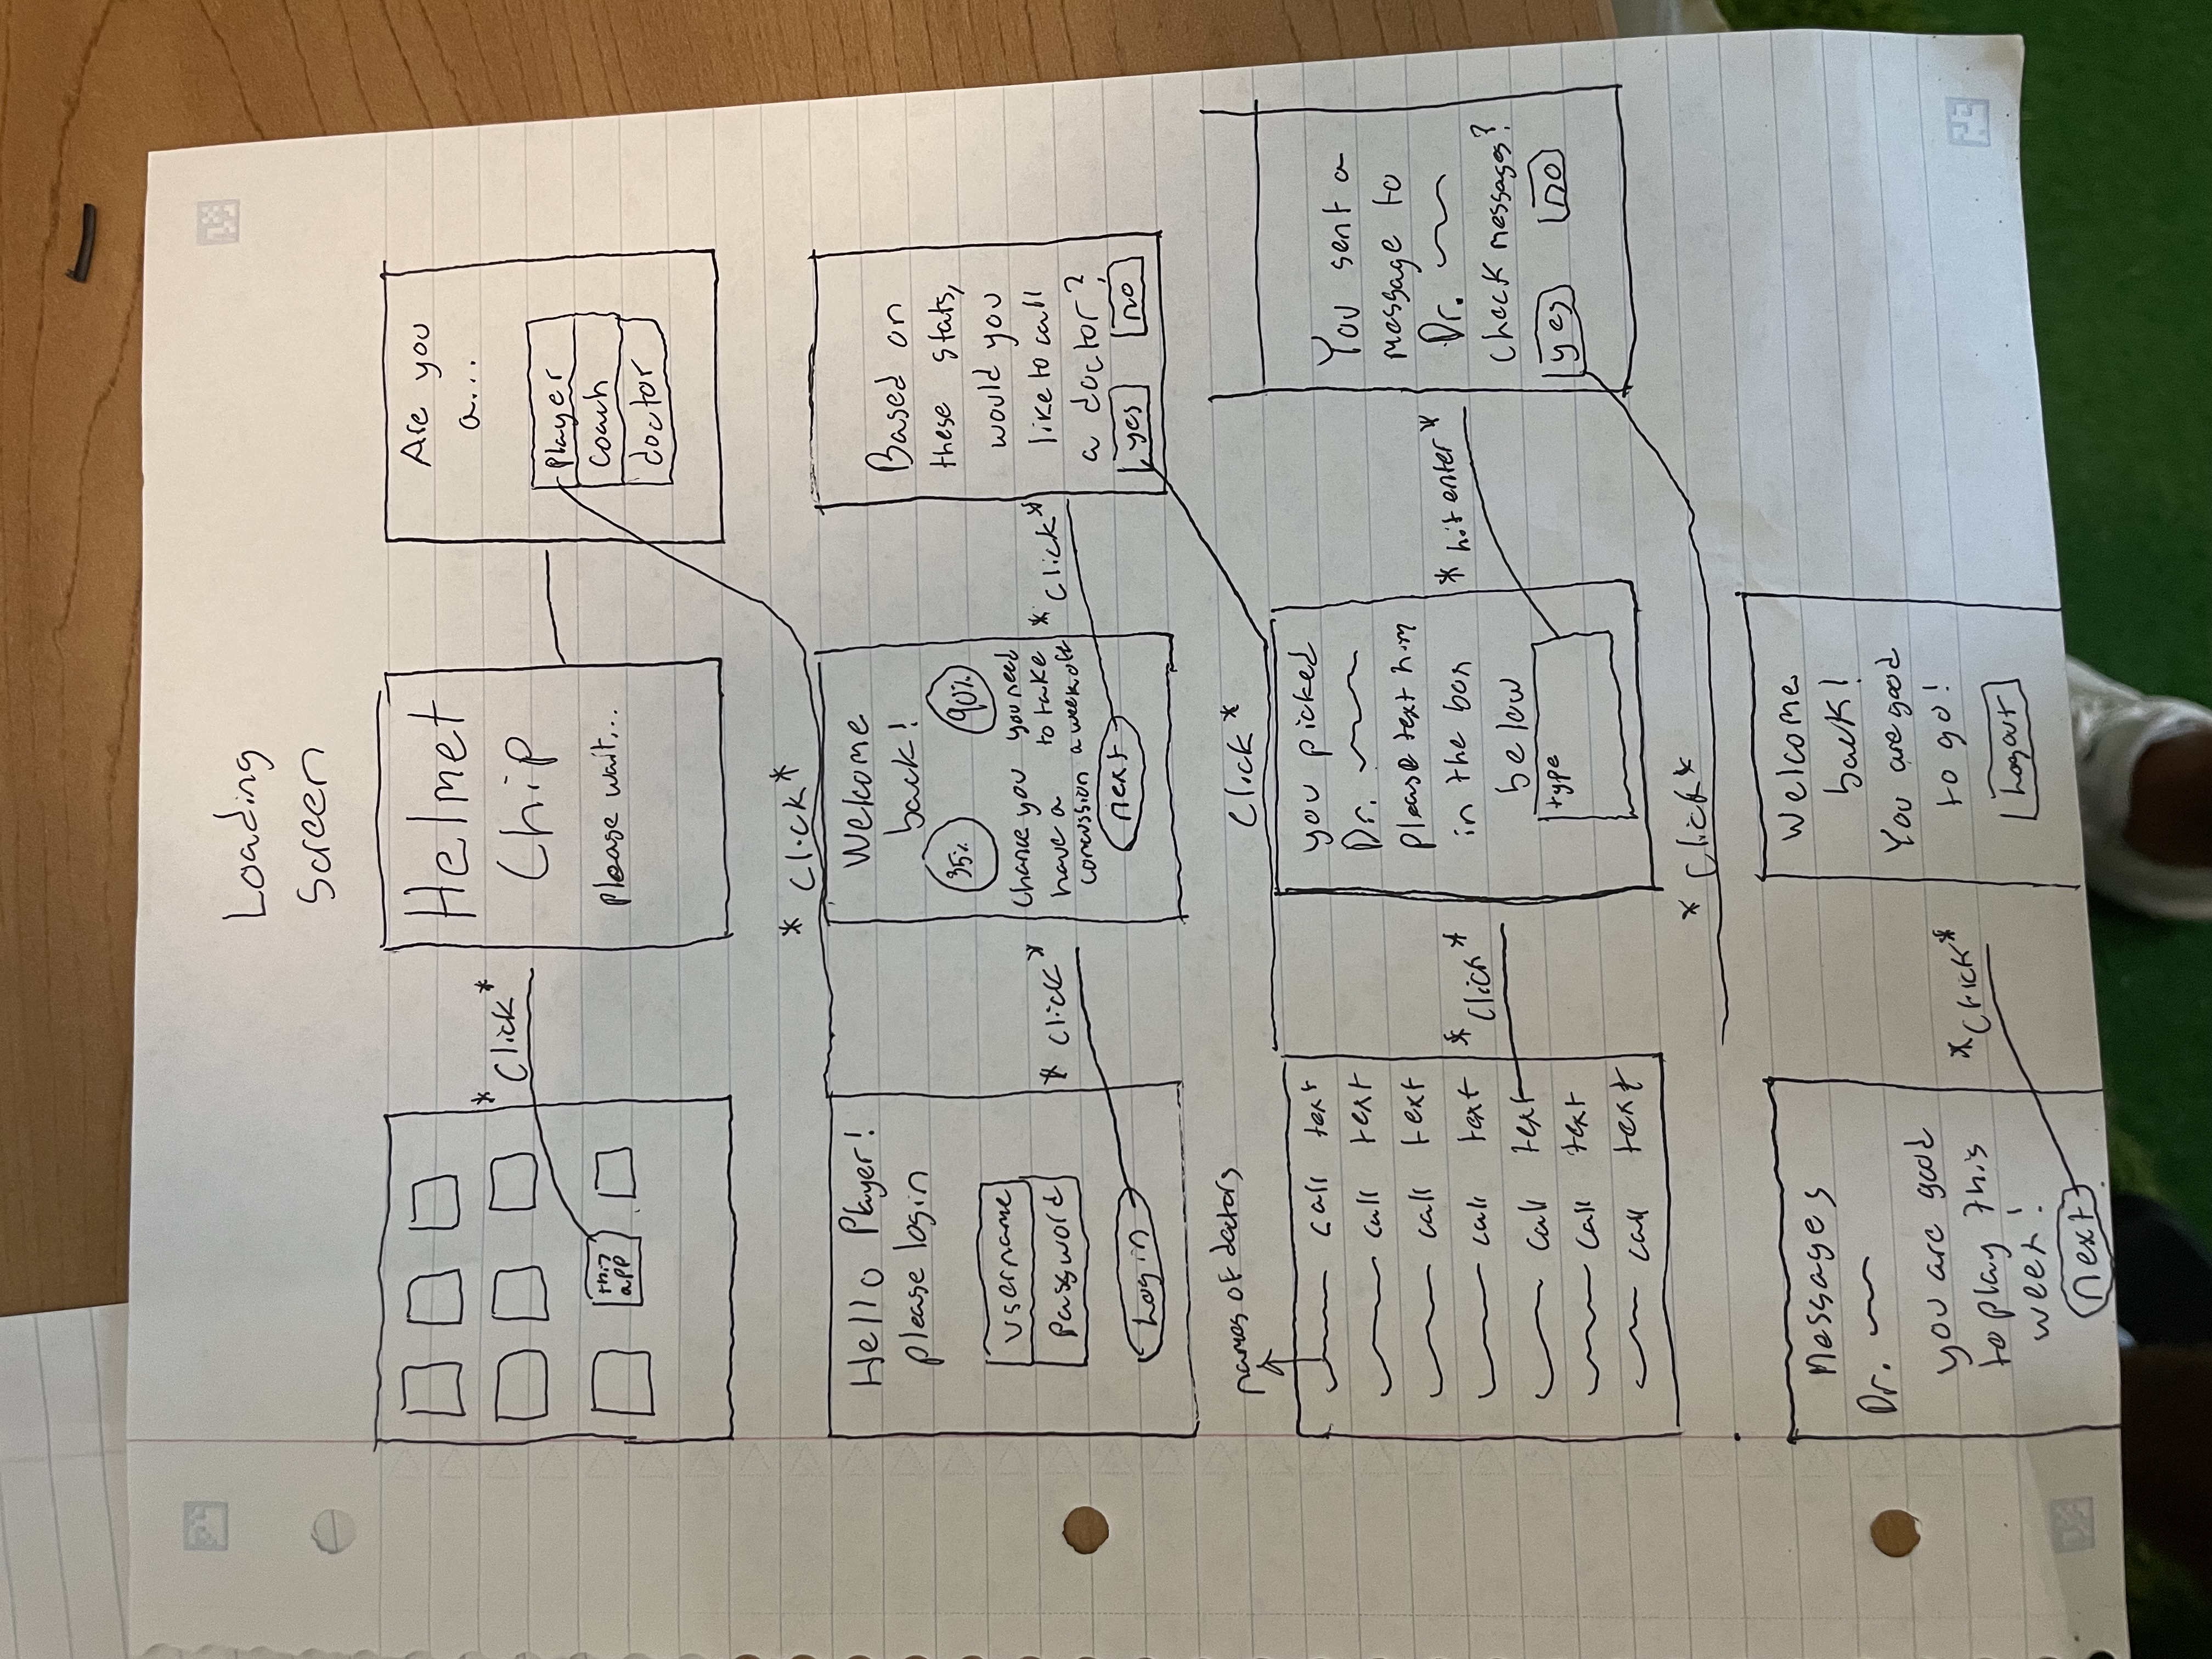 Loading
Screen
this
app
*Click*
Helmet
Chip
please wait...
Are you
a...
player
coach
doctor
* Click*
Hello Player!
please login
username
password
Login
* Click*
Welcome
back!
35%
90%
Chance you
have a
concussion
you need
to take
a week off
next
* Click*
Based on
these stats,
would you
like to call
a doctor?
yes no
names of doctors
Click*
call text
call text
call text
call text
call text
call text
call text
* Click*
you picked
Dr.
please text him
in the box
below
type
* hit enter*
You sent a
message to
Dr.
check messages?
yes no
* Click*
Messages
Dr.
you are good
to play this
week!
next
*Click*
Welcome
back!
You are good
to go!
Logout